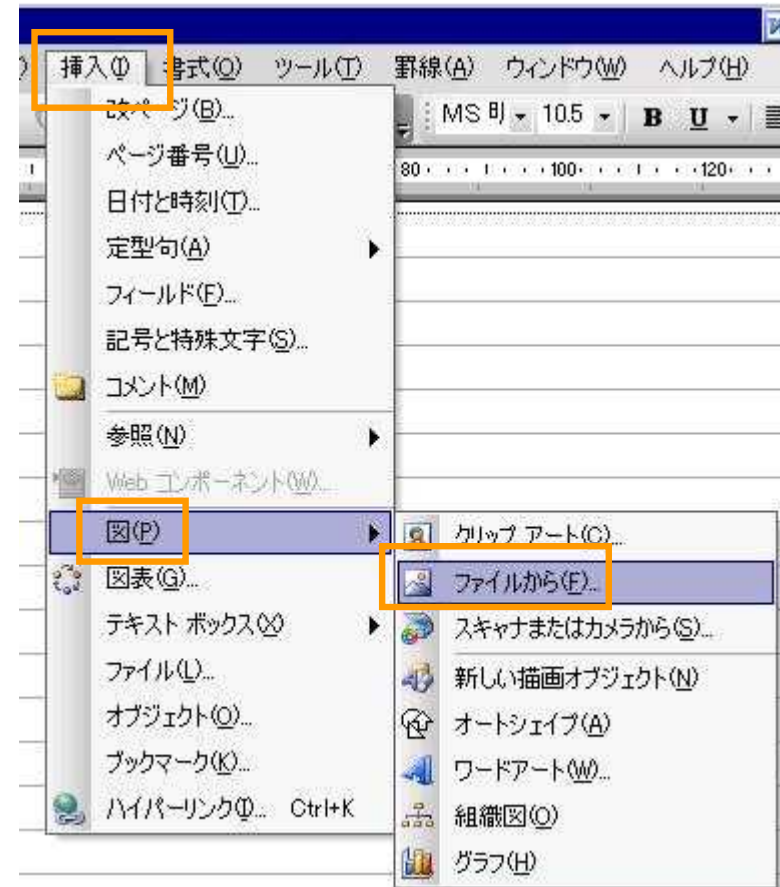 挿入(I) 書式(O) ツール(T) 罫線(A) ウィンドウ(W) ヘルプ(H)
MS 明 10.5 B U
80 100 120
改ページ(B)...
ページ番号(U)...
日付と時刻(T)...
定型句(A)
フィールド(F)...
記号と特殊文字(S)...
コメント(M)
参照(N)
Web コンポーネント(W)...
図(P)
図表(G)...
テキスト ボックス(X)
ファイル(L)...
オブジェクト(O)...
ブックマーク(K)...
ハイパーリンク(I)... Ctrl+K
クリップ アート(C)...
ファイルから(F)...
スキャナまたはカメラから(S)...
新しい描画オブジェクト(N)
オートシェイプ(A)
ワードアート(W)...
組織図(O)
グラフ(H)